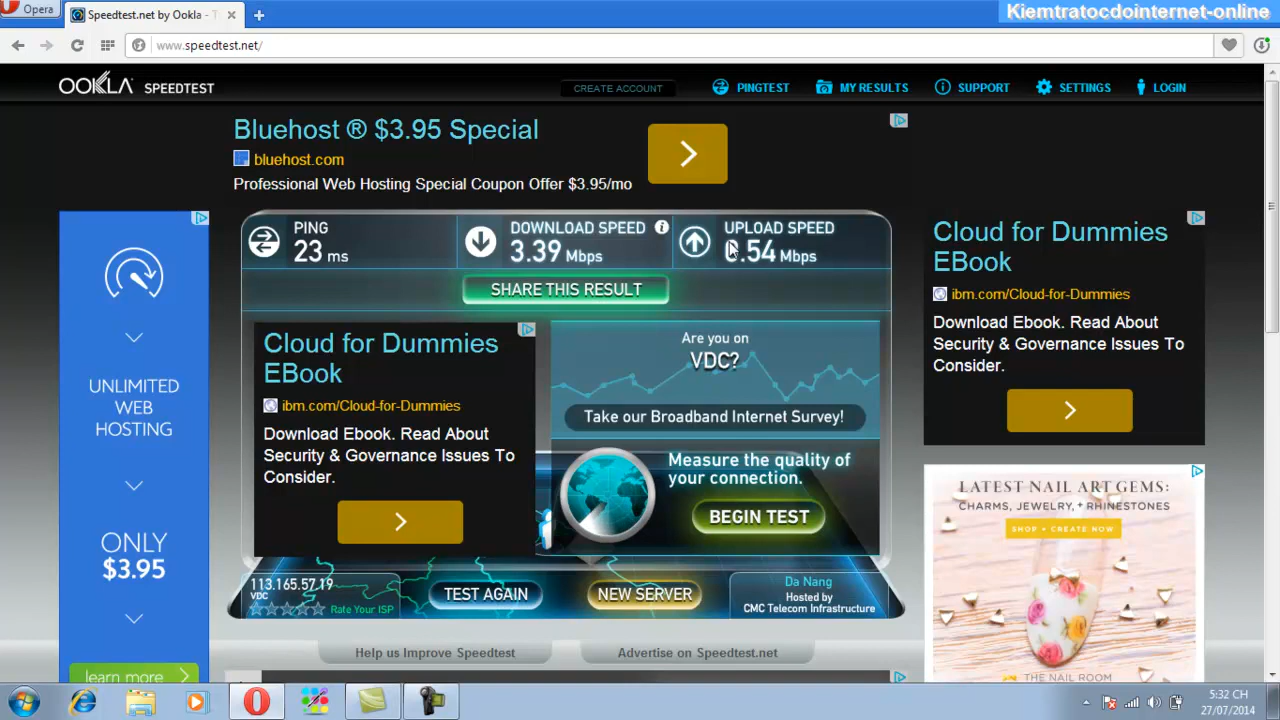 Opera
Speedtest.net by Ookla - T
Kiemtratocdointernet-online
www.speedtest.net/
OOKLA SPEEDTEST
CREATE ACCOUNT
PINGTEST
MY RESULTS
SUPPORT
SETTINGS
LOGIN
Bluehost ® $3.95 Special
bluehost.com
Professional Web Hosting Special Coupon Offer $3.95/mo
PING
23 ms
DOWNLOAD SPEED
3.39 Mbps
UPLOAD SPEED
.54 Mbps
SHARE THIS RESULT
UNLIMITED
WEB
HOSTING
ONLY
$3.95
learn more
Cloud for Dummies
EBook
ibm.com/Cloud-for-Dummies
Download Ebook. Read About
Security & Governance Issues To
Consider.
Are you on
VDC?
Take our Broadband Internet Survey!
Measure the quality of
your connection.
BEGIN TEST
113.165.57.19
VDC
Rate Your ISP
TEST AGAIN
NEW SERVER
Da Nang
Hosted by
CMC Telecom Infrastructure
Help us Improve Speedtest
Advertise on Speedtest.net
Cloud for Dummies
EBook
ibm.com/Cloud-for-Dummies
Download Ebook. Read About
Security & Governance Issues To
Consider.
LATEST NAIL ART GEMS:
CHARMS, JEWELRY, + RHINESTONES
SHOP + CREATE NOW
THE NAIL ROOM
5:32 CH
27/07/2014